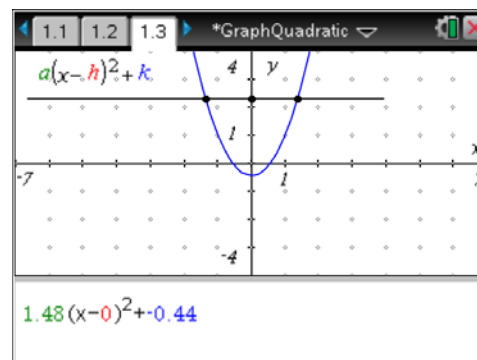 1.1 1.2 1.3 *GraphQuadratic
a(x-h)²+k
4 y
1
x
-7 1
-4
1.48(x-0)²+-0.44